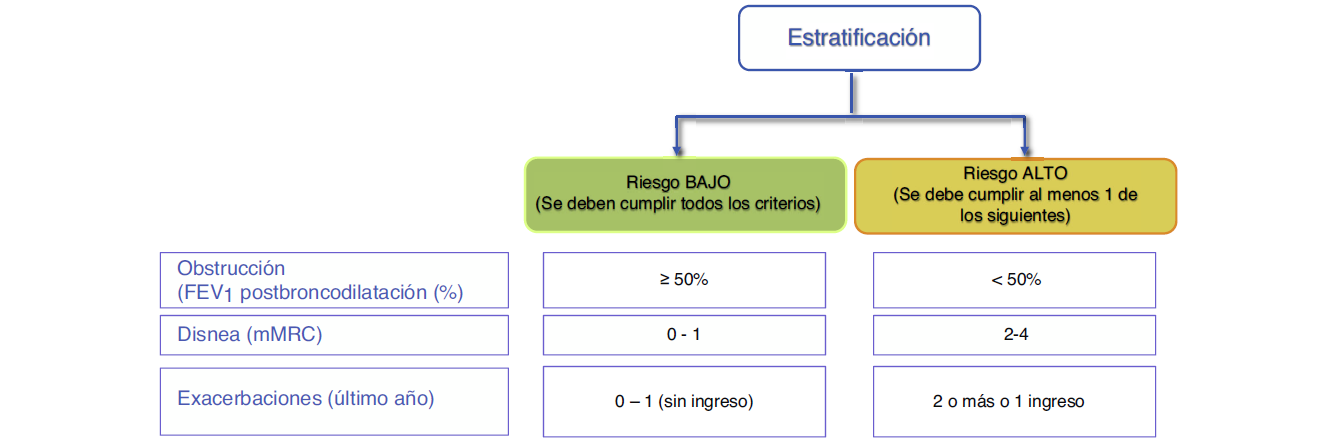 Estratificación
Riesgo BAJO
(Se deben cumplir todos los criterios)
Riesgo ALTO
(Se debe cumplir al menos 1 de
los siguientes)
Obstrucción
(FEV1 postbroncodilatación (%)
≥ 50%
< 50%
Disnea (mMRC)
0 - 1
2-4
Exacerbaciones (último año)
0 – 1 (sin ingreso)
2 o más o 1 ingreso